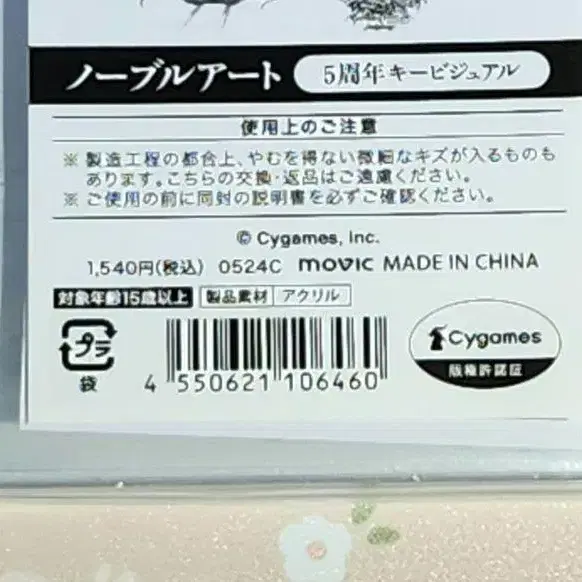 ノーブルアート 5周年キービジュアル
使用上のご注意
※ 製造工程の都合上、やむを得ない微細なキズが入るものも
あります。こちらの交換・返品はご遠慮ください。
※ ご使用の前に同封の説明書を必ずご確認ください。
© Cygames, Inc.
1,540円(税込) 0524C movic MADE IN CHINA
対象年齢15歳以上 製品素材 アクリル
プラ
袋
4 550621 106460
Cygames
版権許諾証